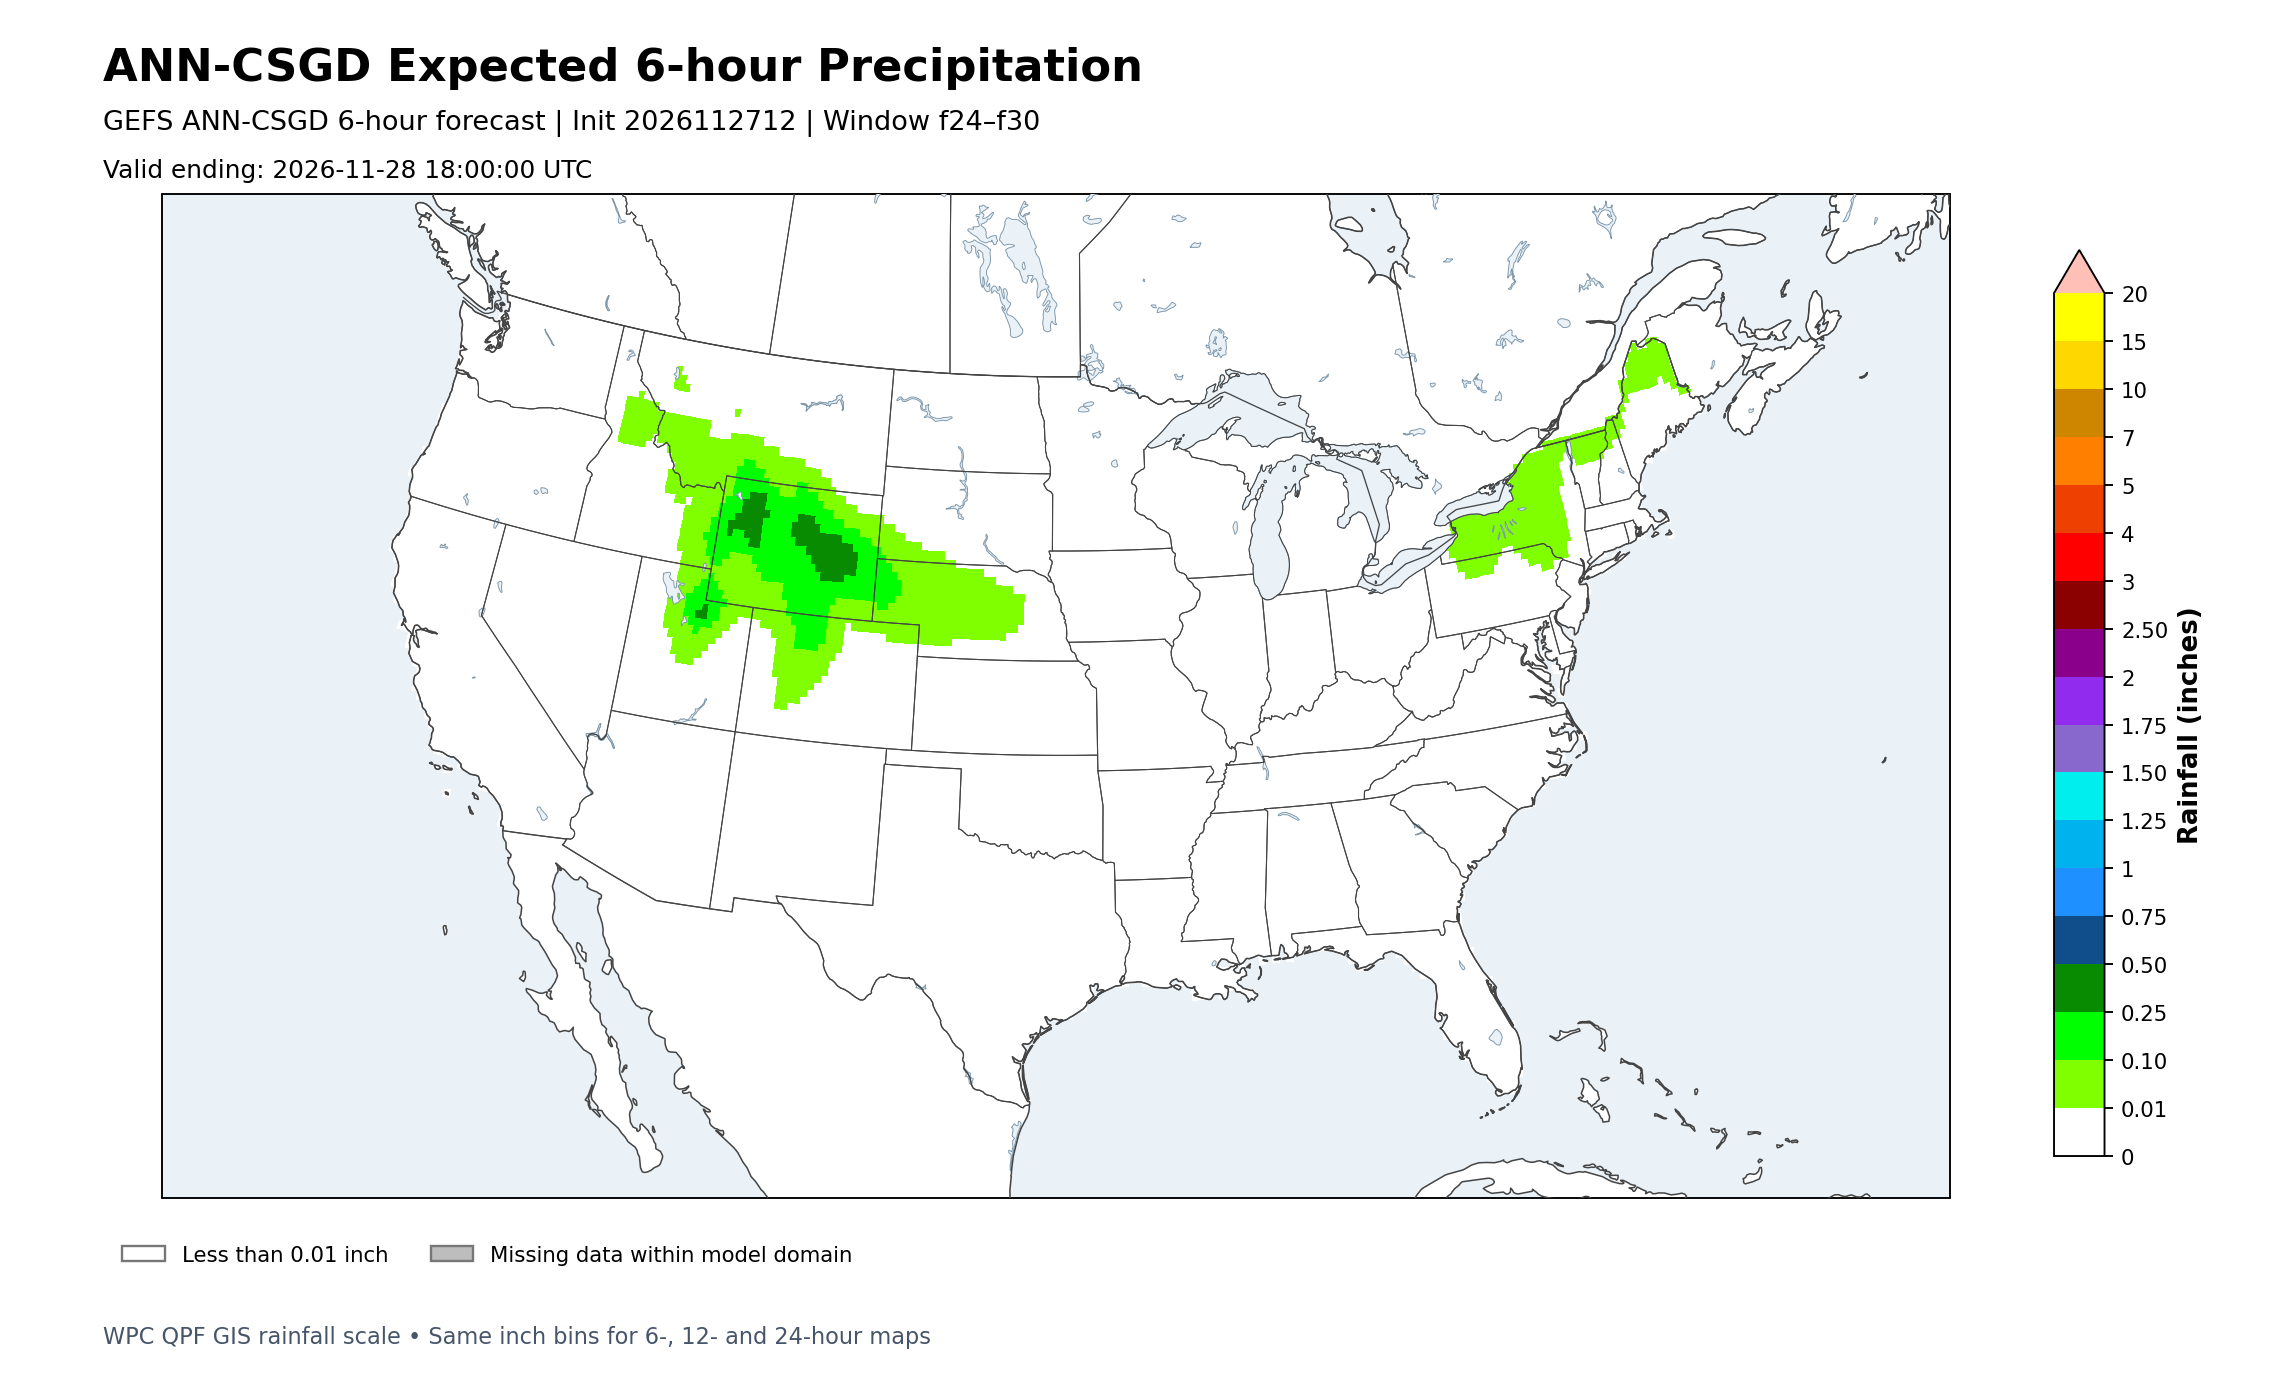 ANN-CSGD Expected 6-hour Precipitation
GEFS ANN-CSGD 6-hour forecast | Init 2026112712 | Window f24–f30
Valid ending: 2026-11-28 18:00:00 UTC
20
15
10
7
5
4
3
2.50
2
1.75
1.50
1.25
1
0.75
0.50
0.25
0.10
0.01
0
Rainfall (inches)
Less than 0.01 inch
Missing data within model domain
WPC QPF GIS rainfall scale • Same inch bins for 6-, 12- and 24-hour maps